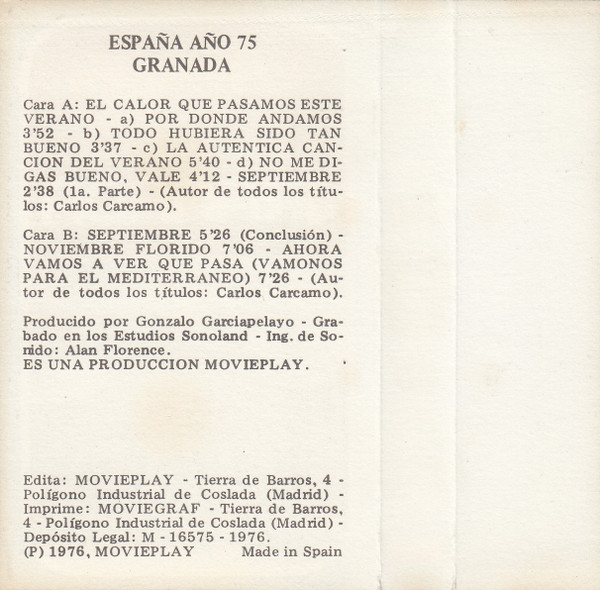 ESPAÑA AÑO 75
GRANADA
Cara A: EL CALOR QUE PASAMOS ESTE
VERANO - a) POR DONDE ANDAMOS
3'52 - b) TODO HUBIERA SIDO TAN
BUENO 3'37 - c) LA AUTENTICA CAN-
CION DEL VERANO 5'40 - d) NO ME DI-
GAS BUENO, VALE 4'12 - SEPTIEMBRE
2'38 (1a. Parte) - (Autor de todos los títu-
los: Carlos Carcamo).
Cara B: SEPTIEMBRE 5'26 (Conclusión) -
NOVIEMBRE FLORIDO 7'06 - AHORA
VAMOS A VER QUE PASA (VAMONOS
PARA EL MEDITERRANEO) 7'26 - (Au-
tor de todos los títulos: Carlos Carcamo).
Producido por Gonzalo Garciapelayo - Gra-
bado en los Estudios Sonoland - Ing. de So-
nido: Alan Florence.
ES UNA PRODUCCION MOVIEPLAY.
Edita: MOVIEPLAY - Tierra de Barros, 4 -
Polígono Industrial de Coslada (Madrid) -
Imprime: MOVIEGRAF - Tierra de Barros,
4 - Polígono Industrial de Coslada (Madrid) -
Depósito Legal: M - 16575 - 1976.
(P) 1976, MOVIEPLAY Made in Spain